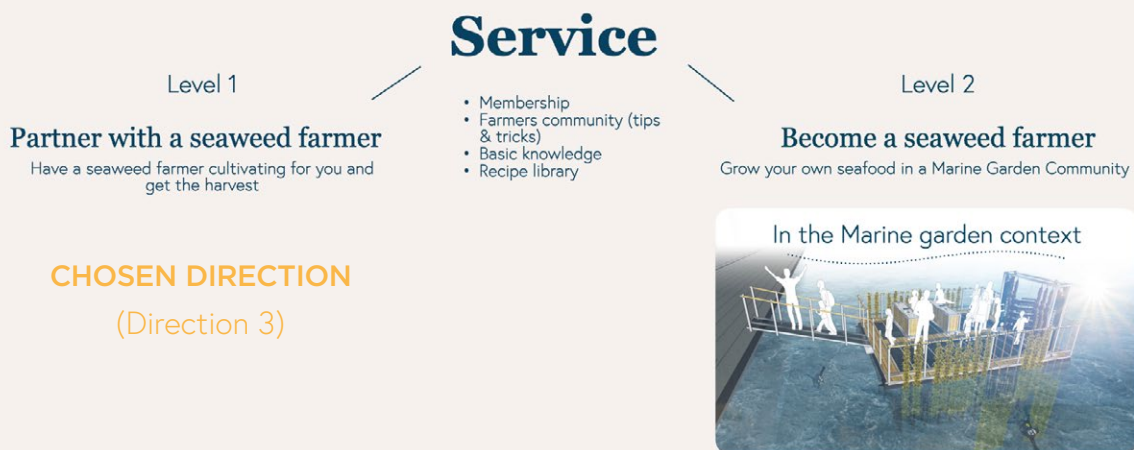 Service
Level 1
Partner with a seaweed farmer
Have a seaweed farmer cultivating for you and
get the harvest
• Membership
• Farmers community (tips
& tricks)
• Basic knowledge
• Recipe library
Level 2
Become a seaweed farmer
Grow your own seafood in a Marine Garden Community
CHOSEN DIRECTION
(Direction 3)
In the Marine garden context